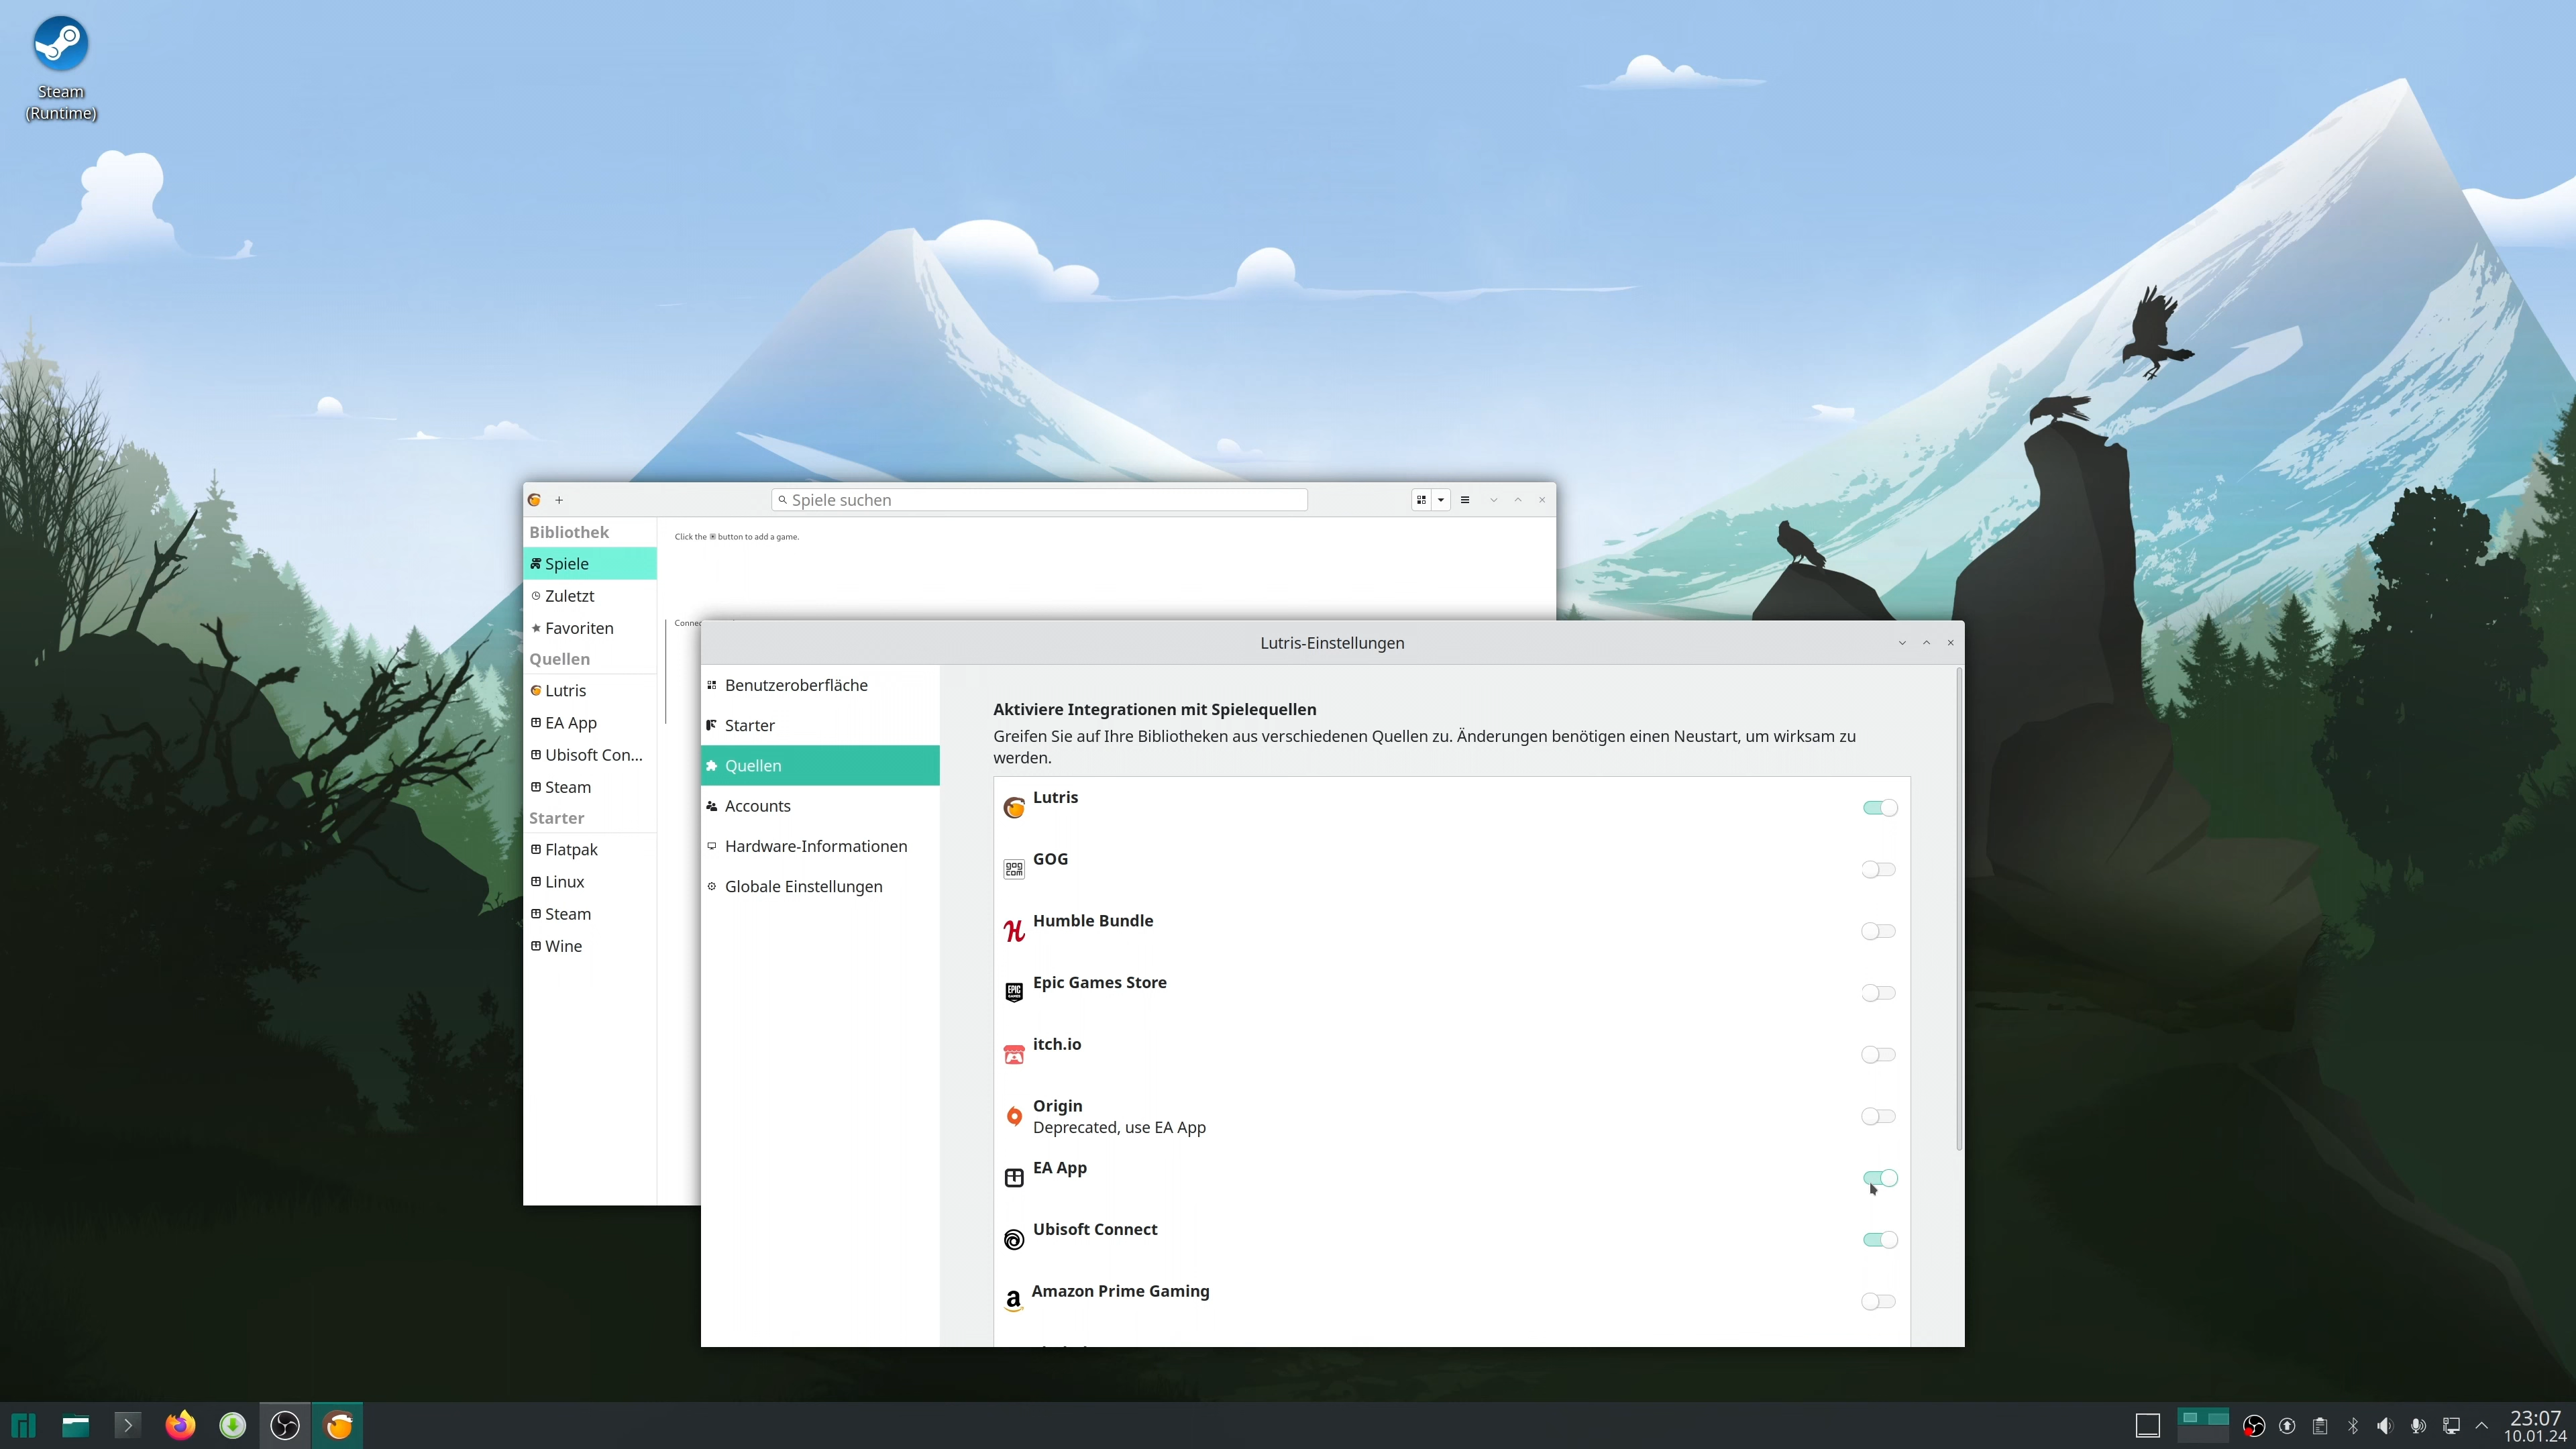 Steam
(Runtime)
Spiele suchen
Bibliothek
Spiele
Zuletzt
Favoriten
Quellen
Lutris
EA App
Ubisoft Con...
Steam
Starter
Flatpak
Linux
Steam
Wine
Click the button to add a game.
Lutris-Einstellungen
Benutzeroberfläche
Starter
Quellen
Accounts
Hardware-Informationen
Globale Einstellungen
Aktiviere Integrationen mit Spielequellen
Greifen Sie auf Ihre Bibliotheken aus verschiedenen Quellen zu. Änderungen benötigen einen Neustart, um wirksam zu
werden.
Lutris
GOG
Humble Bundle
Epic Games Store
itch.io
Origin
Deprecated, use EA App
EA App
Ubisoft Connect
Amazon Prime Gaming
23:07
10.01.24